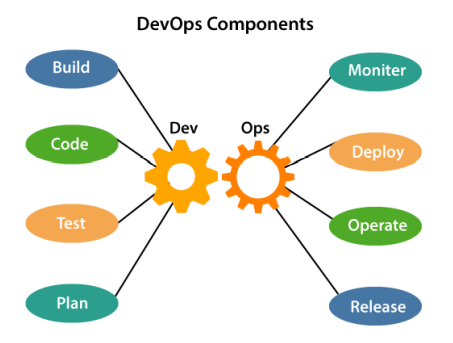 DevOps Components
Build
Code
Test
Plan
Dev
Ops
Moniter
Deploy
Operate
Release